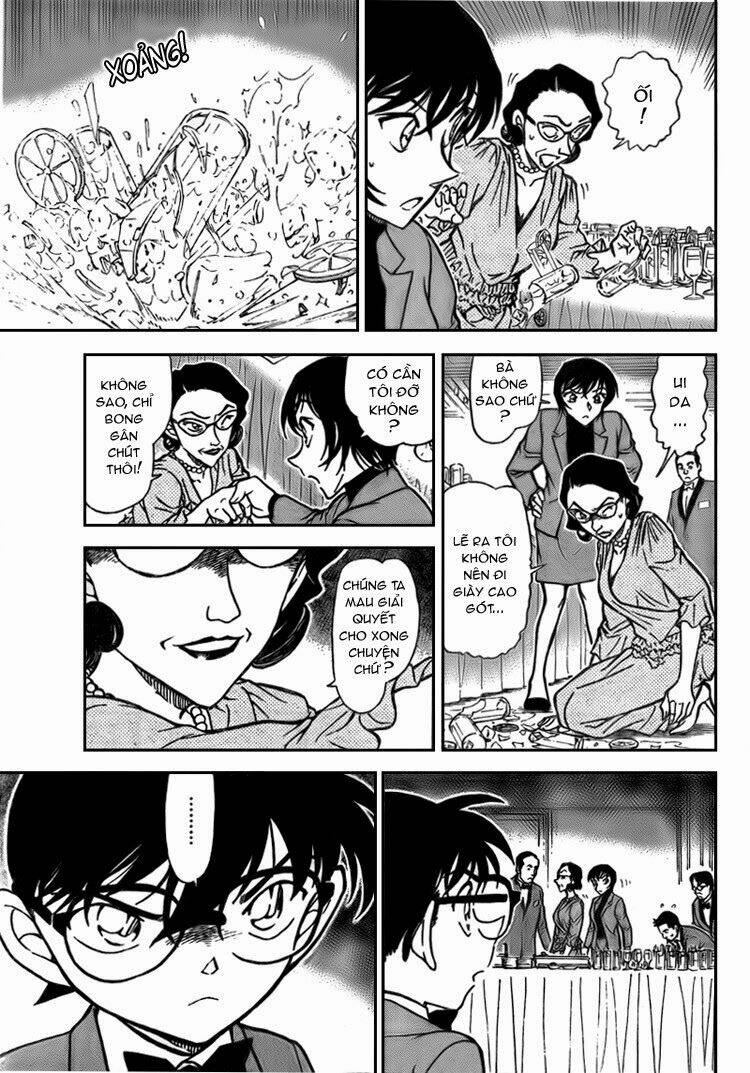 ỐI
!
XOẢNG!
UI
DA
...
BÀ
KHÔNG
SAO CHỨ
?
LẼ RA TÔI
KHÔNG
NÊN ĐI
GIÀY CAO
GÓT...
CÓ CẦN
TÔI ĐỠ
KHÔNG
?
KHÔNG
SAO, CHỈ
BONG
GÂN
CHÚT
THÔI!
CHÚNG TA
MAU GIẢI
QUYẾT
CHO XONG
CHUYỆN
CHỨ?
.........